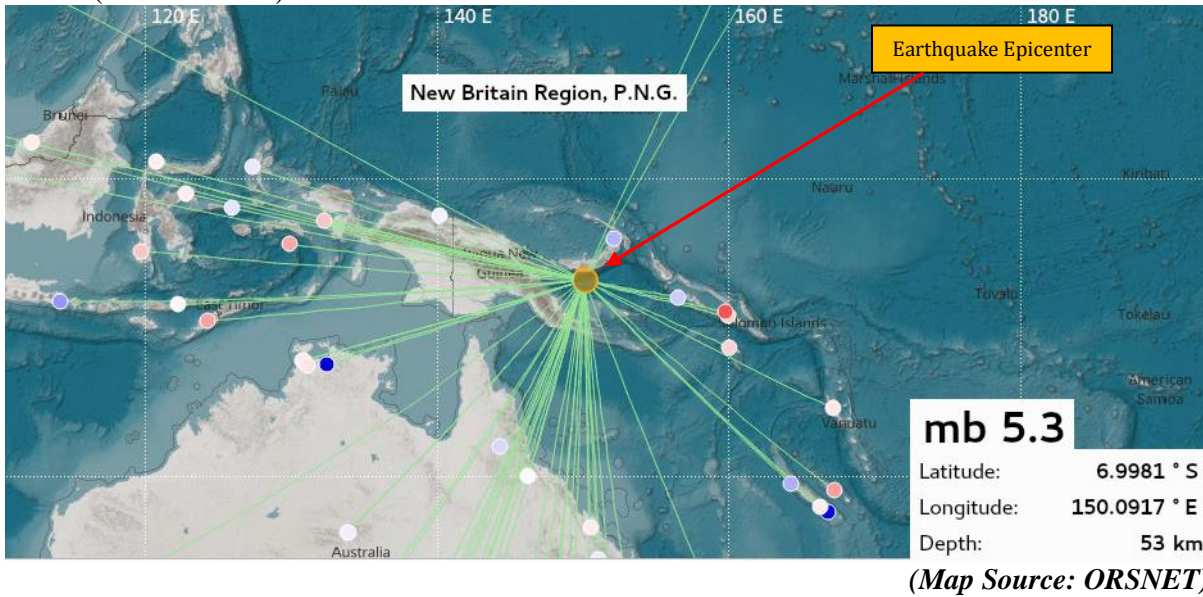 120 E
140 E
160 E
180 E
Earthquake Epicenter
Marshall Islands
New Britain Region, P.N.G.
Palau
Brunei
Nauru
Kiribati
Indonesia
Papua New
Guinea
East Timor
Tuvalu
Tokelau
Solomon Islands
American
Samoa
Vanuatu
Australia
mb 5.3
Latitude: 6.9981 ° S
Longitude: 150.0917 ° E
Depth: 53 km
(Map Source: ORSNET)